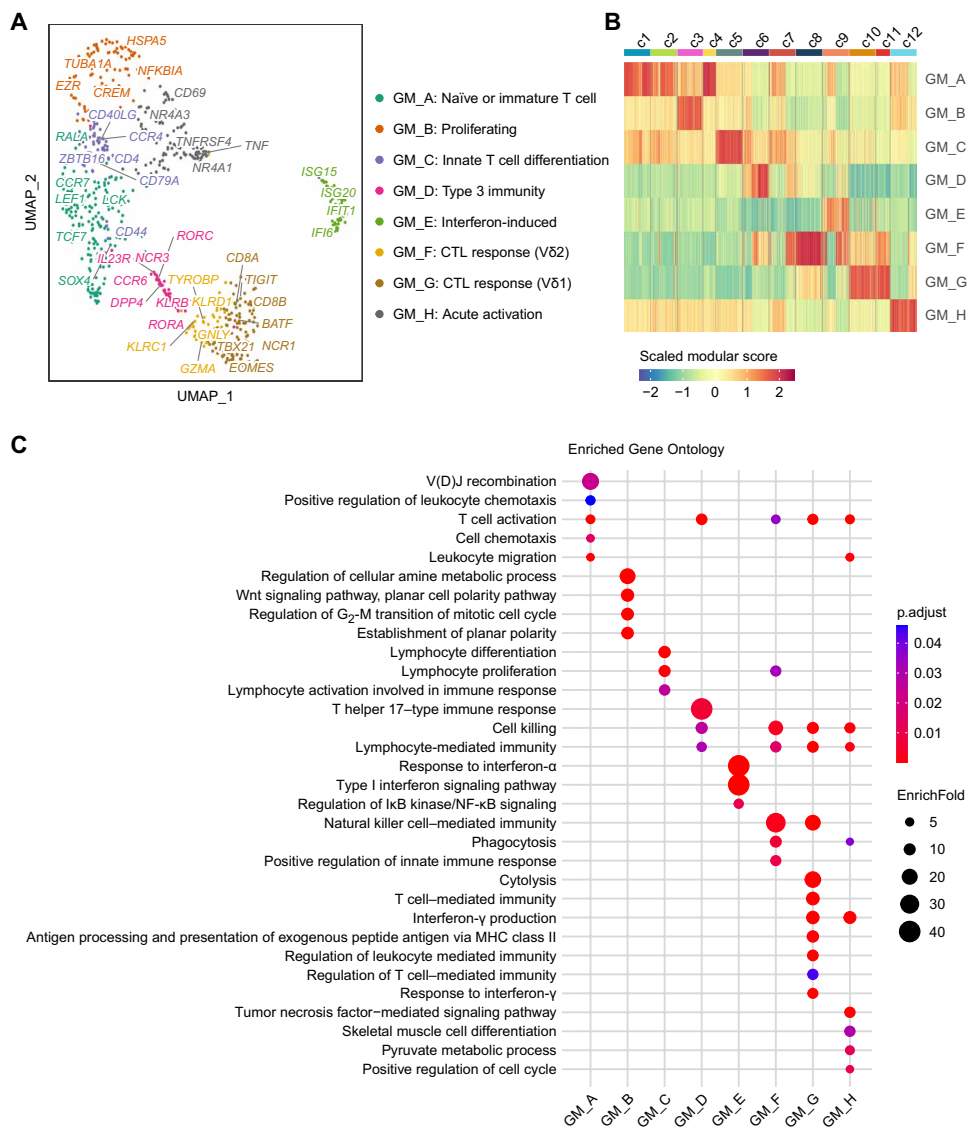 A
HSPA5
TUBA1A
NFKBIA
EZR
CREM
CD69
CD40LG
NR4A3
RALA
CCR4
TNFRSF4
TNF
ZBTB16
CD4
NR4A1
CD79A
CCR7
LEF1
LCK
ISG15
ISG20
IFIT1
IFI6
TCF7
CD44
RORC
IL23R
NCR3
CD8A
SOX4
CCR6
TYROBP
TIGIT
DPP4
KLRB
KLRD1
CD8B
RORA
BATF
GNLY
KLRC1
TBX21
NCR1
GZMA
EOMES
UMAP_2
UMAP_1
GM_A: Naïve or immature T cell
GM_B: Proliferating
GM_C: Innate T cell differentiation
GM_D: Type 3 immunity
GM_E: Interferon-induced
GM_F: CTL response (Vδ2)
GM_G: CTL response (Vδ1)
GM_H: Acute activation
B
c1 c2 c3 c4 c5 c6 c7 c8 c9 c10 c11 c12
GM_A
GM_B
GM_C
GM_D
GM_E
GM_F
GM_G
GM_H
Scaled modular score
−2 −1 0 1 2
C
Enriched Gene Ontology
V(D)J recombination
Positive regulation of leukocyte chemotaxis
T cell activation
Cell chemotaxis
Leukocyte migration
Regulation of cellular amine metabolic process
Wnt signaling pathway, planar cell polarity pathway
Regulation of G₂-M transition of mitotic cell cycle
Establishment of planar polarity
Lymphocyte differentiation
Lymphocyte proliferation
Lymphocyte activation involved in immune response
T helper 17–type immune response
Cell killing
Lymphocyte-mediated immunity
Response to interferon-α
Type I interferon signaling pathway
Regulation of IκB kinase/NF-κB signaling
Natural killer cell–mediated immunity
Phagocytosis
Positive regulation of innate immune response
Cytolysis
T cell–mediated immunity
Interferon-γ production
Antigen processing and presentation of exogenous peptide antigen via MHC class II
Regulation of leukocyte mediated immunity
Regulation of T cell–mediated immunity
Response to interferon-γ
Tumor necrosis factor−mediated signaling pathway
Skeletal muscle cell differentiation
Pyruvate metabolic process
Positive regulation of cell cycle
GM_A GM_B GM_C GM_D GM_E GM_F GM_G GM_H
p.adjust
0.04
0.03
0.02
0.01
EnrichFold
5
10
20
30
40